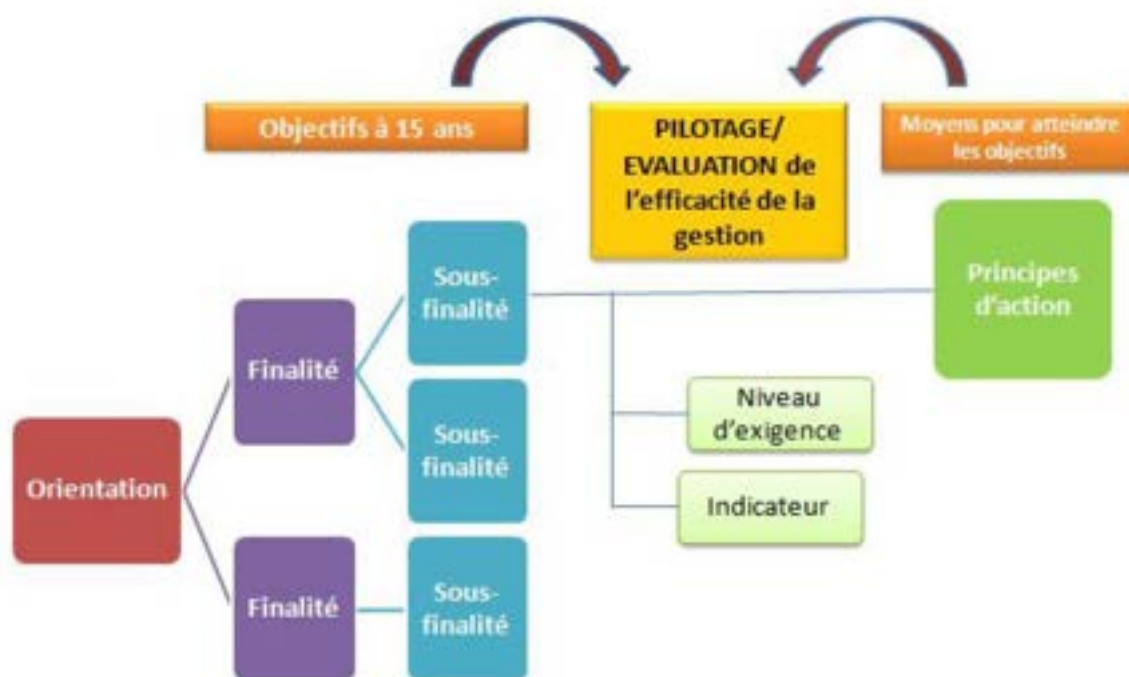 Objectifs à 15 ans
PILOTAGE/
EVALUATION de
l'efficacité de la
gestion
Moyens pour atteindre
les objectifs
Sous-
finalité
Principes
d'action
Finalité
Niveau
d'exigence
Sous-
finalité
Orientation
Indicateur
Finalité
Sous-
finalité